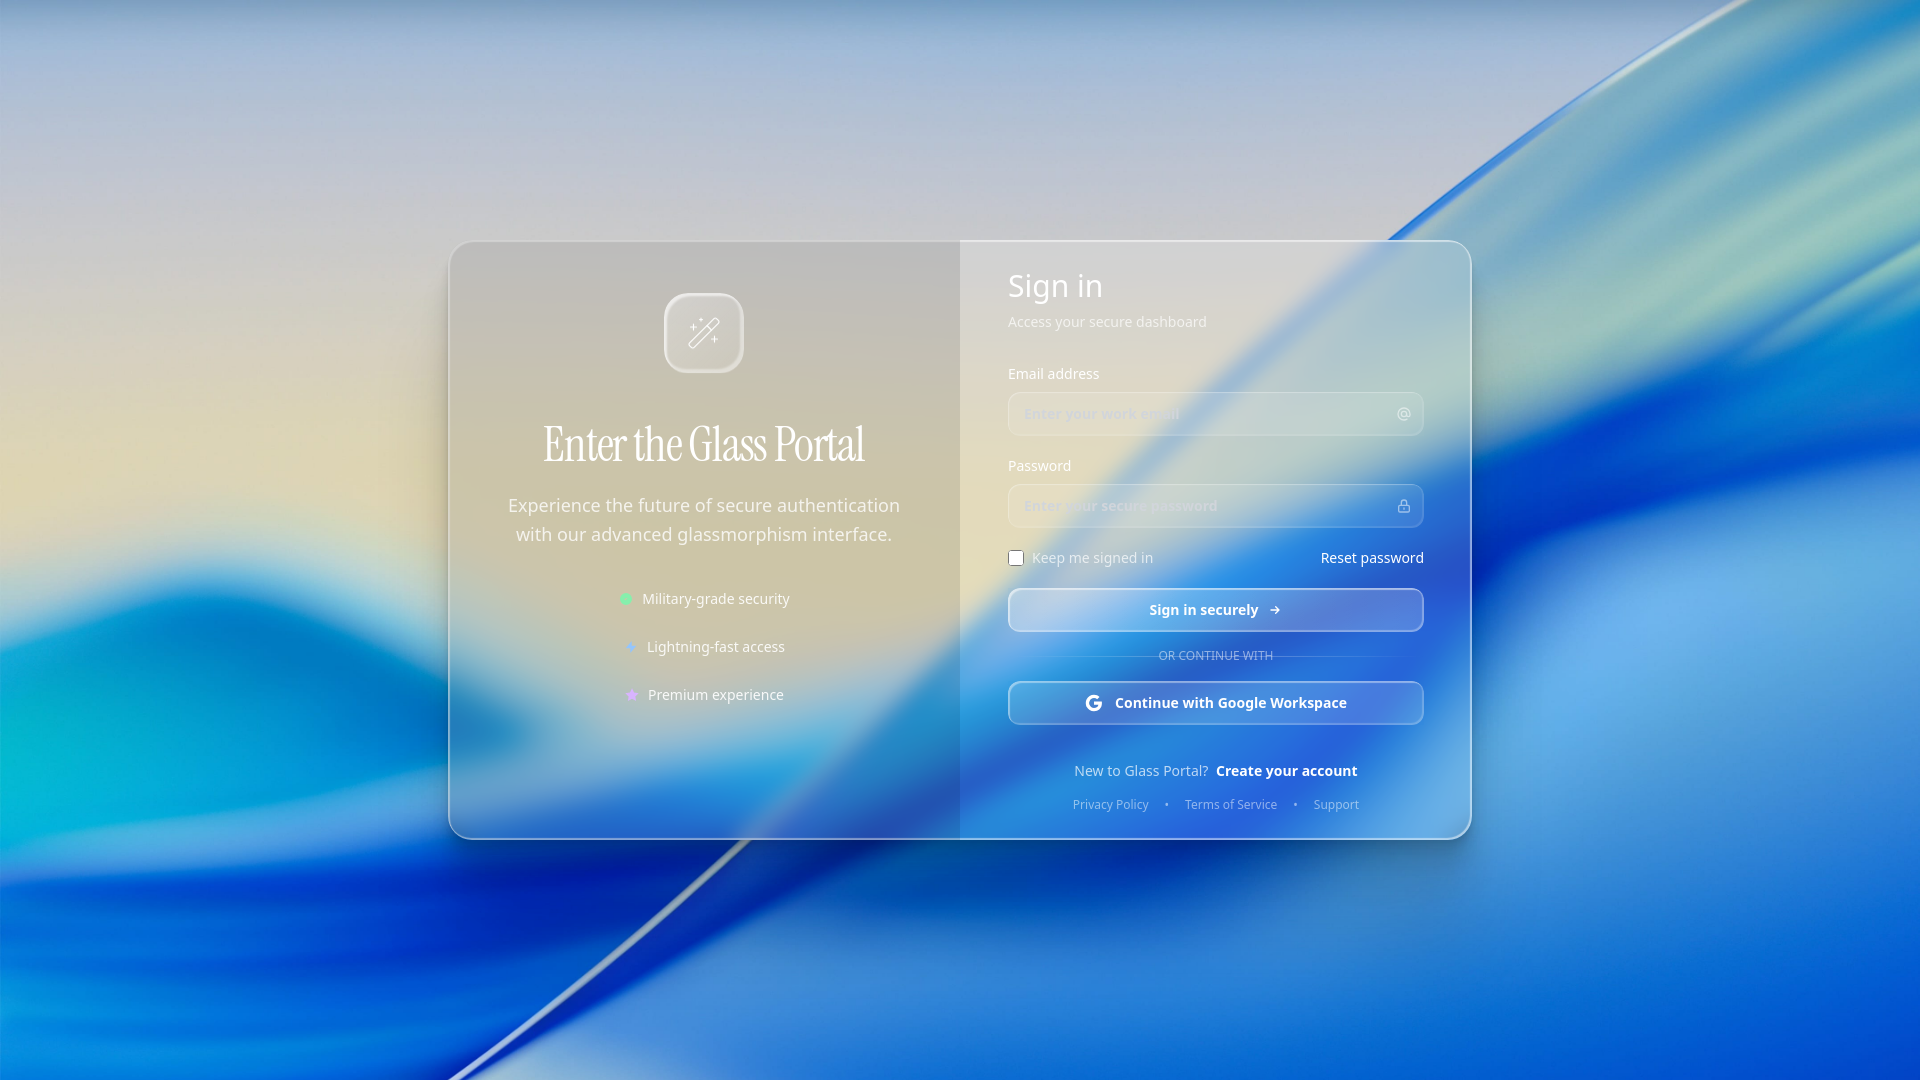 Enter the Glass Portal
Experience the future of secure authentication
with our advanced glassmorphism interface.
Military-grade security
Lightning-fast access
Premium experience
Sign in
Access your secure dashboard
Email address
Enter your work email
Password
Enter your secure password
Keep me signed in
Reset password
Sign in securely →
OR CONTINUE WITH
Continue with Google Workspace
New to Glass Portal? Create your account
Privacy Policy • Terms of Service • Support